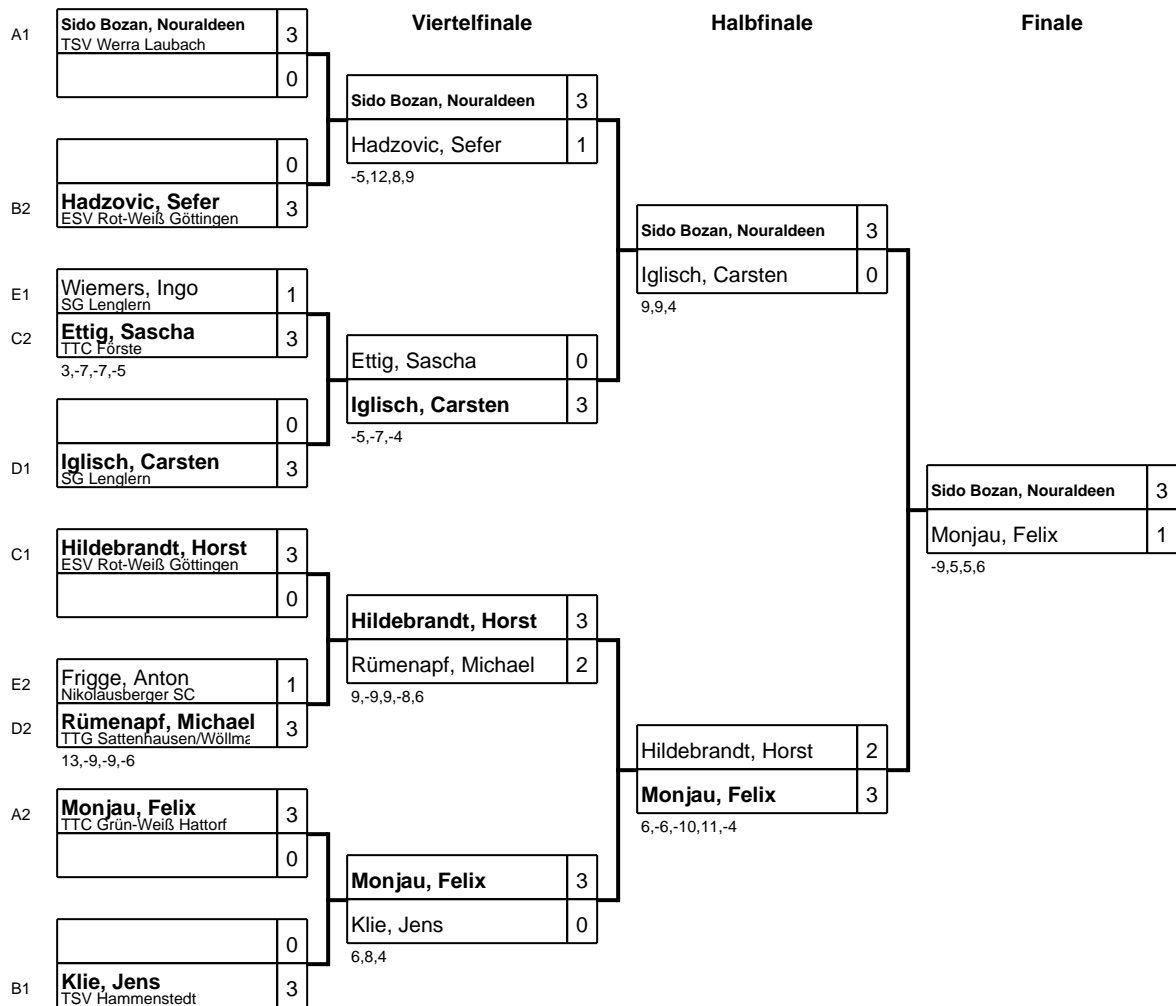 Viertelfinale
Halbfinale
Finale
A1
Sido Bozan, Nouraldeen
TSV Werra Laubach
3
0
0
B2
Hadzovic, Sefer
ESV Rot-Weiß Göttingen
3
E1
Wiemers, Ingo
SG Lenglern
1
C2
Ettig, Sascha
TTC Förste
3
3,-7,-7,-5
0
D1
Iglisch, Carsten
SG Lenglern
3
C1
Hildebrandt, Horst
ESV Rot-Weiß Göttingen
3
0
E2
Frigge, Anton
Nikolausberger SC
1
D2
Rümenapf, Michael
TTG Sattenhausen/Wöllma
3
13,-9,-9,-6
A2
Monjau, Felix
TTC Grün-Weiß Hattorf
3
0
0
B1
Klie, Jens
TSV Hammenstedt
3
Sido Bozan, Nouraldeen 3
Hadzovic, Sefer 1
-5,12,8,9
Ettig, Sascha 0
Iglisch, Carsten 3
-5,-7,-4
Hildebrandt, Horst 3
Rümenapf, Michael 2
9,-9,9,-8,6
Monjau, Felix 3
Klie, Jens 0
6,8,4
Sido Bozan, Nouraldeen 3
Iglisch, Carsten 0
9,9,4
Hildebrandt, Horst 2
Monjau, Felix 3
6,-6,-10,11,-4
Sido Bozan, Nouraldeen 3
Monjau, Felix 1
-9,5,5,6